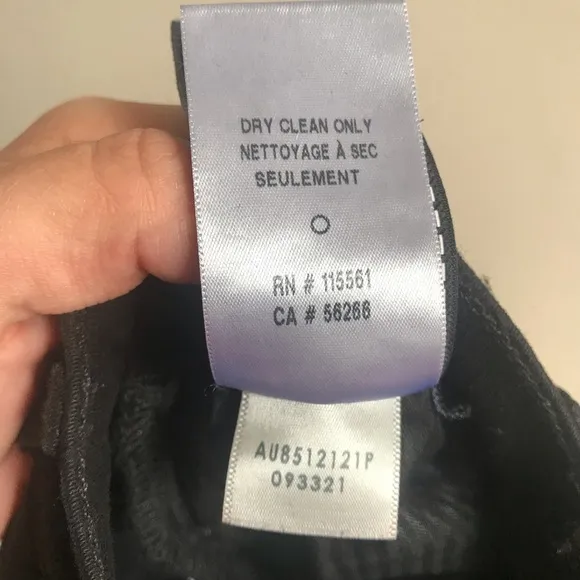 DRY CLEAN ONLY
NETTOYAGE À SEC
SEULEMENT
RN # 115561
CA # 56266
AU8512121P
093321